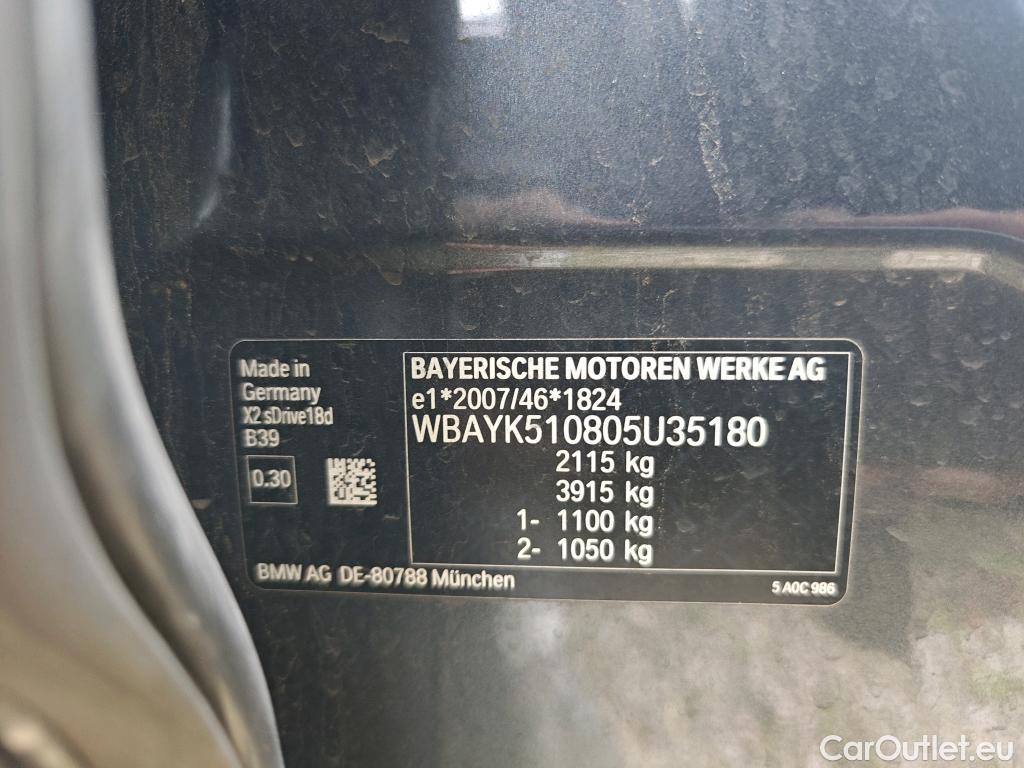 Made in
Germany
X2 sDrive18d
B39
0.30
BAYERISCHE MOTOREN WERKE AG
e1*2007/46*1824
WBAYK510805U35180
2115 kg
3915 kg
1- 1100 kg
2- 1050 kg
BMW AG DE-80788 München
5 A0C 986
CarOutlet.eu